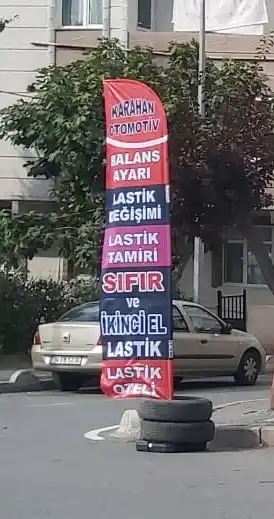 KARAHAN
OTOMOTİV
BALANS
AYARI
LASTİK
DEĞİŞİMİ
LASTİK
TAMİRİ
SIFIR
ve
İKİNCİ EL
LASTİK
LASTİK
OTELİ